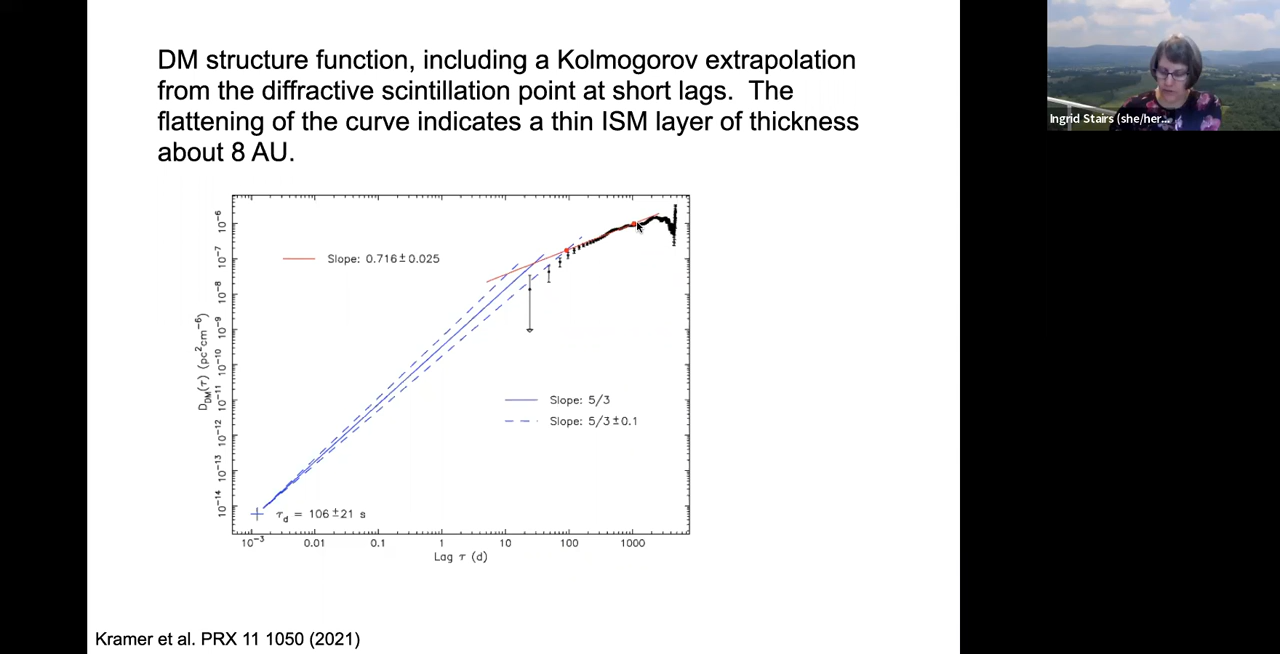 DM structure function, including a Kolmogorov extrapolation
from the diffractive scintillation point at short lags. The
flattening of the curve indicates a thin ISM layer of thickness
about 8 AU.
Ingrid Stairs (she/her...
Slope: 0.716±0.025
Slope: 5/3
Slope: 5/3±0.1
τd = 106±21 s
D_DM(τ) (pc²cm⁻⁶)
10⁻⁶
10⁻⁷
10⁻⁸
10⁻⁹
10⁻¹⁰
10⁻¹¹
10⁻¹²
10⁻¹³
10⁻¹⁴
10⁻³ 0.01 0.1 1 10 100 1000
Lag τ (d)
Kramer et al. PRX 11 1050 (2021)